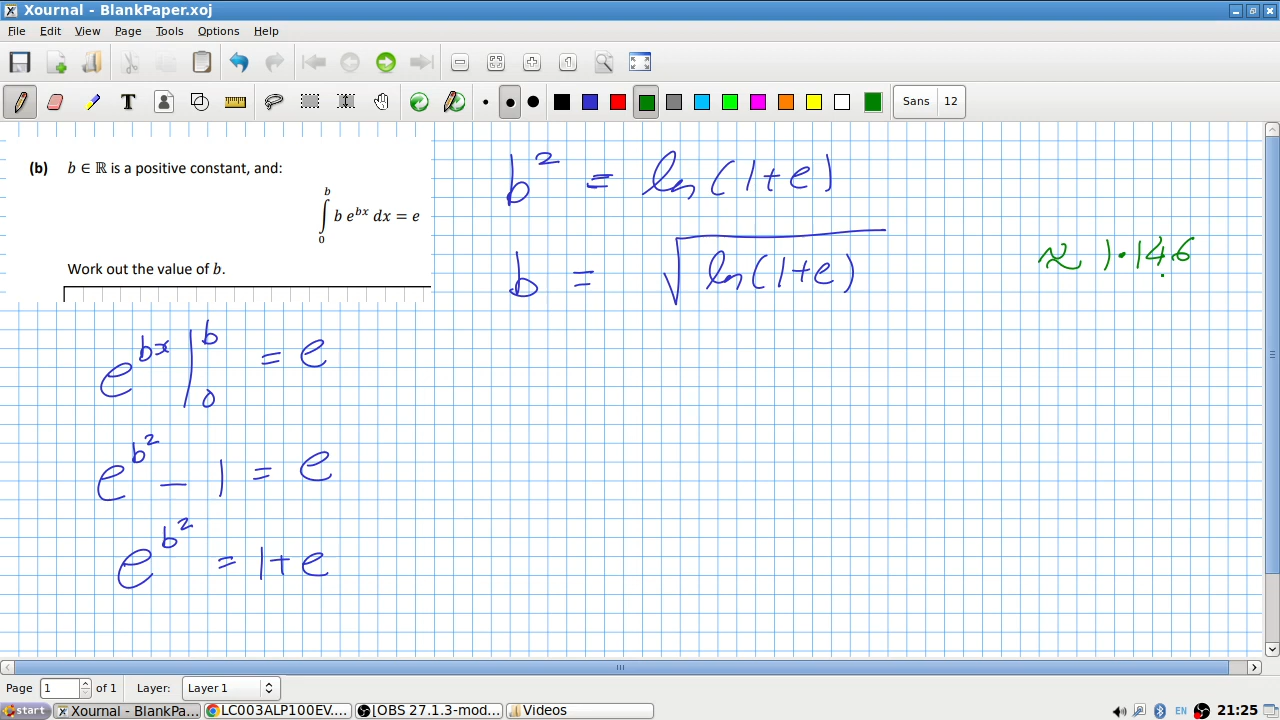 Xournal - BlankPaper.xoj
File Edit View Page Tools Options Help
Sans 12
(b) b ∈ ℝ is a positive constant, and:
∫₀ᵇ b eᵇˣ dx = e
Work out the value of b.
e^{bx} |₀ᵇ = e
e^{b²} − 1 = e
e^{b²} = 1 + e
b² = ln(1+e)
b = √ln(1+e) ≈ 1·146
Page 1 of 1 Layer: Layer 1
start Xournal - BlankPa... LC003ALP100EV.... [OBS 27.1.3-mod... Videos EN 21:25